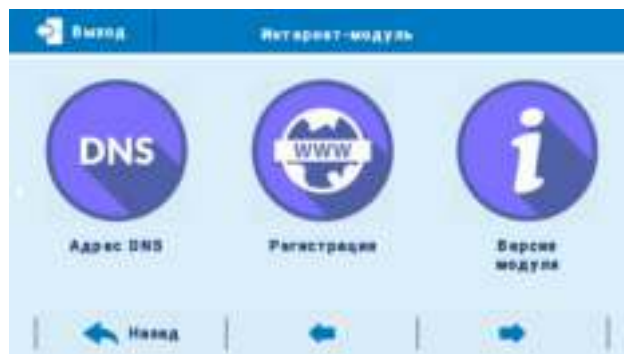 Выход
Интернет-модуль
DNS
WWW
i
Адрес DNS
Регистрация
Версия
модуля
Назад